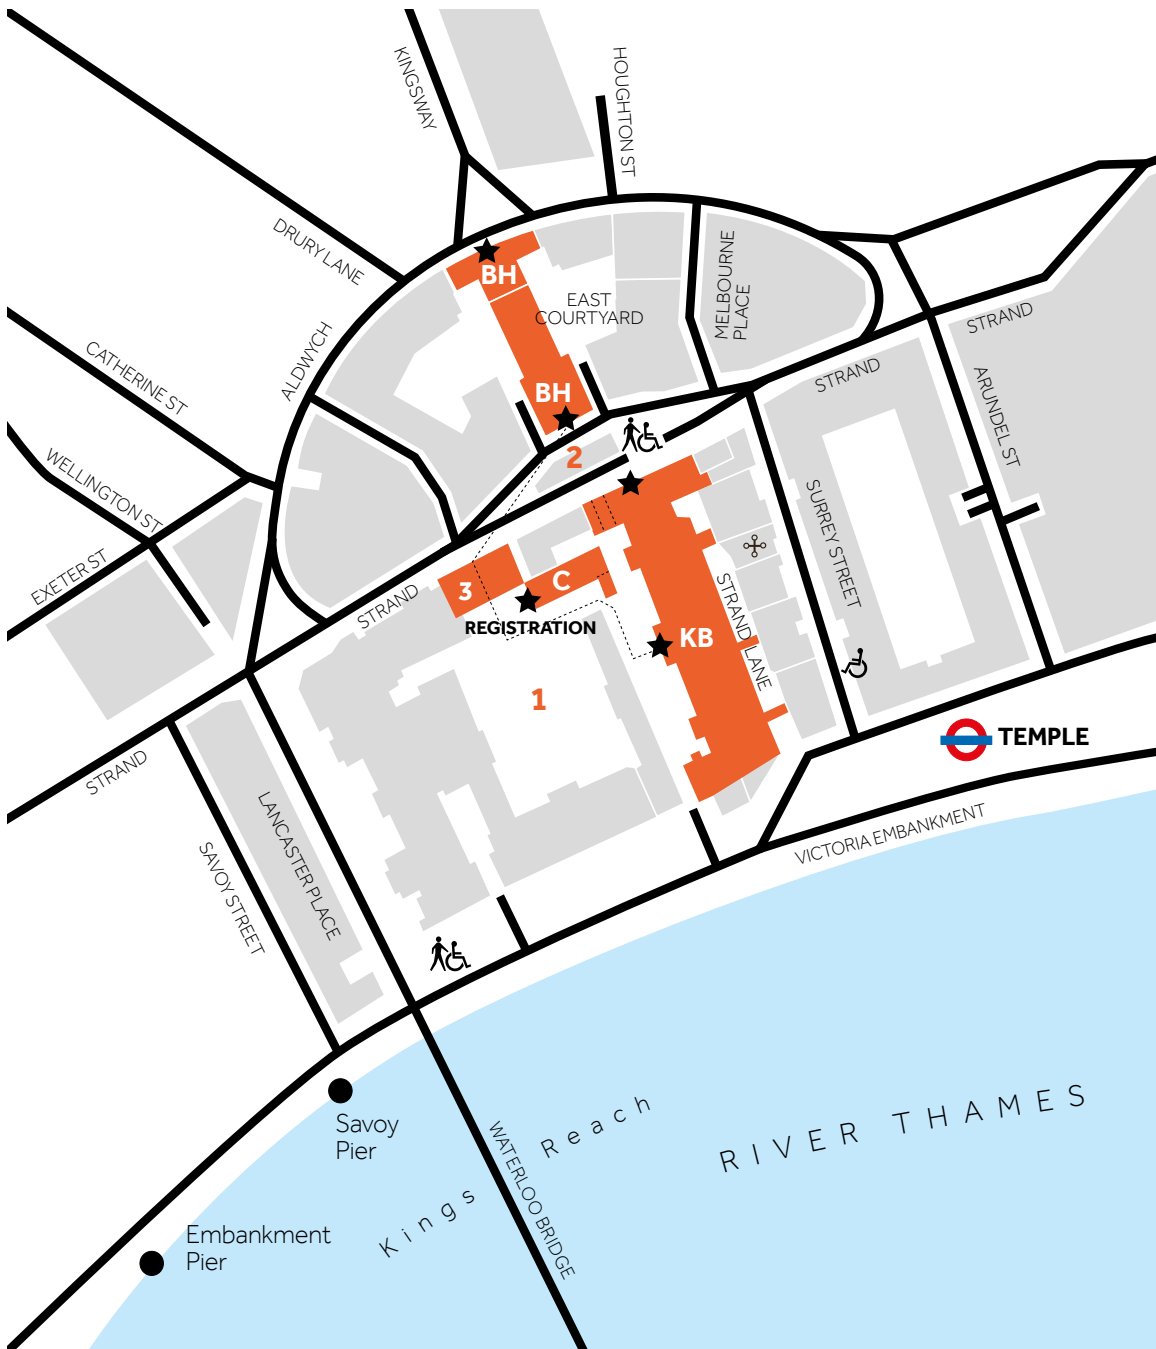 KINGSWAY
HOUGHTON ST
DRURY LANE
BH
MELBOURNE
PLACE
EAST
COURTYARD
ALDWYCH
STRAND
CATHERINE ST
STRAND
ARUNDEL ST
BH
2
WELLINGTON ST
SURREY STREET
EXETER ST
3
C
STRAND
STRAND LANE
REGISTRATION
KB
1
TEMPLE
STRAND
LANCASTER PLACE
SAVOY STREET
VICTORIA EMBANKMENT
Savoy
Pier
Kings Reach
RIVER THAMES
WATERLOO BRIDGE
Embankment
Pier